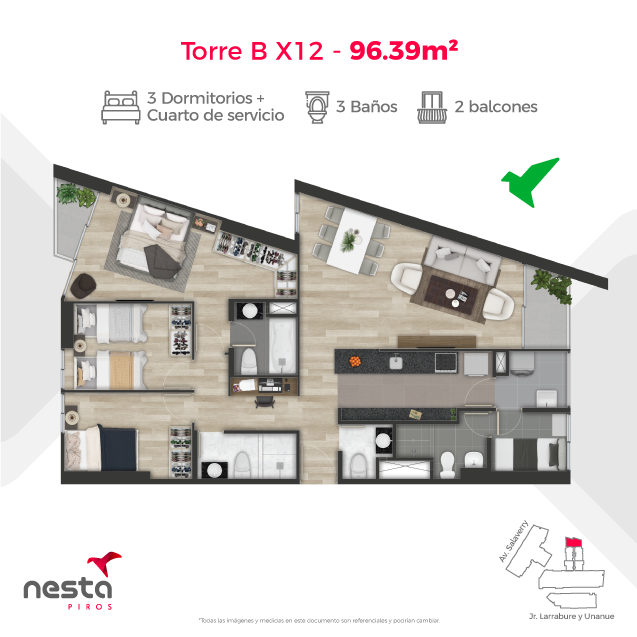 Torre B X12 - 96.39m²
3 Dormitorios +
Cuarto de servicio
3 Baños
2 balcones
Av. Salaverry
nesta
PIROS
Jr. Larrabure y Unanue
*Todas las imágenes y medidas en este documento son referenciales y podrían cambiar.